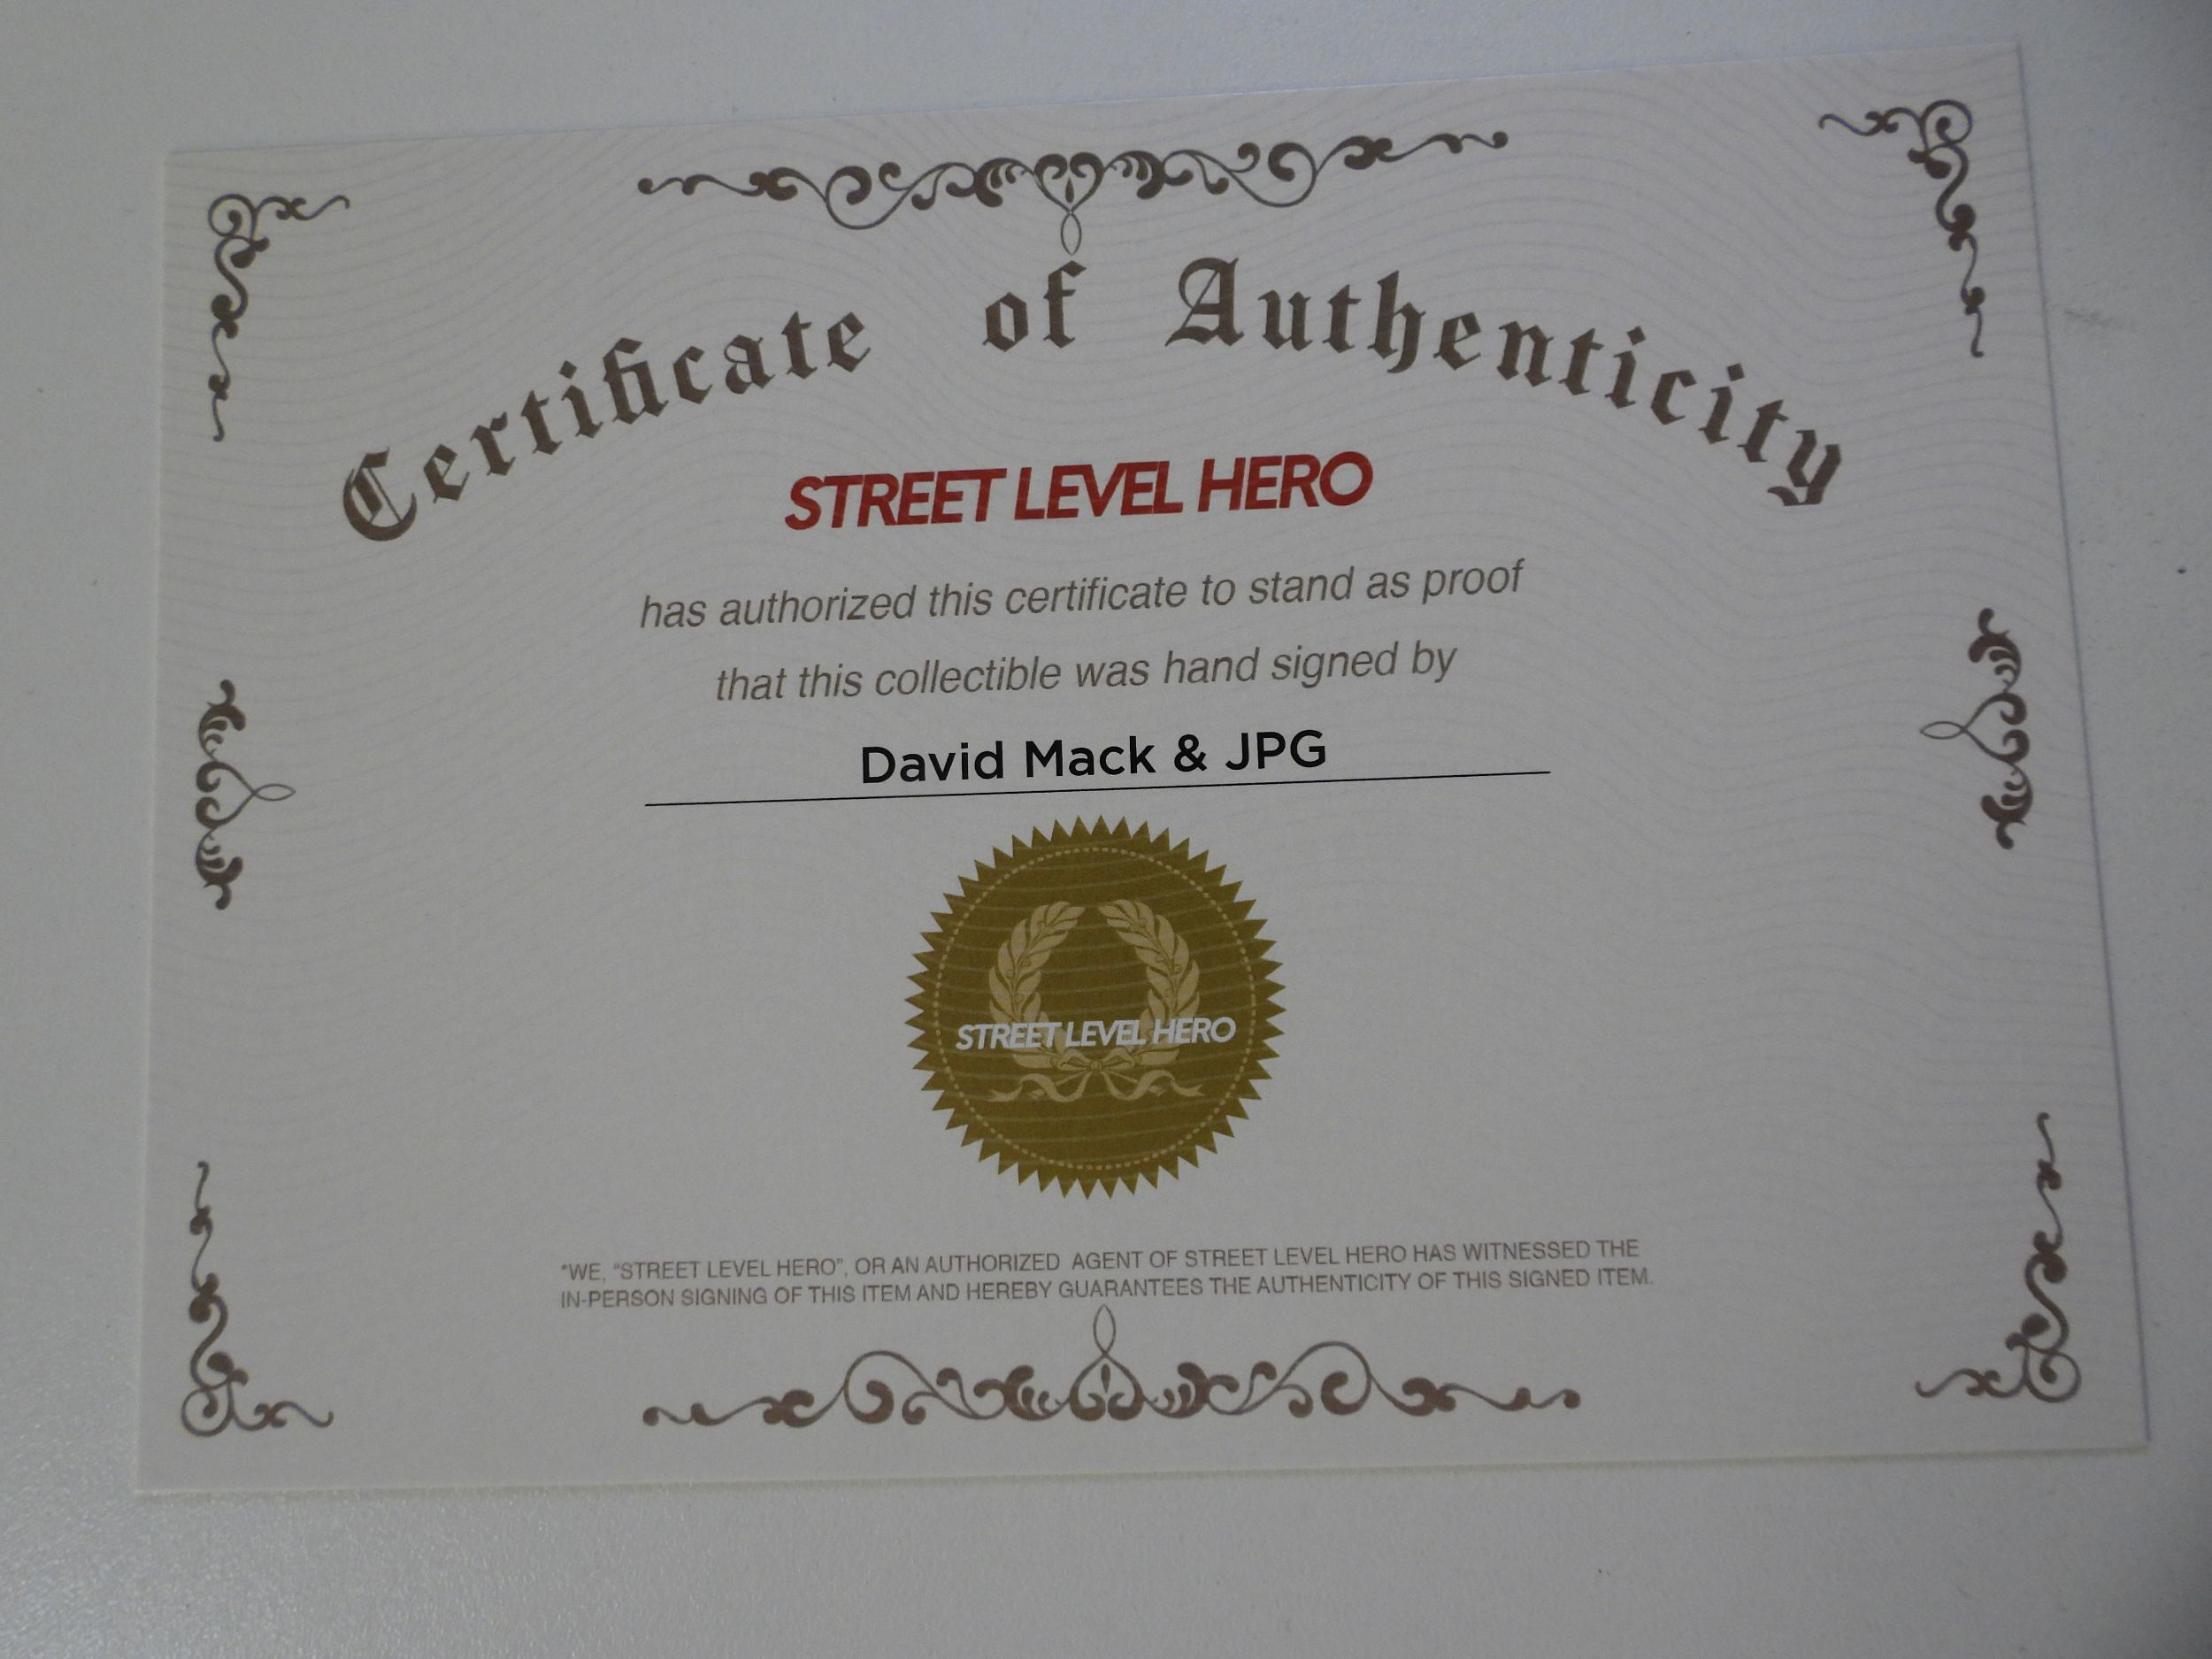 Certificate of Authenticity
STREET LEVEL HERO
has authorized this certificate to stand as proof
that this collectible was hand signed by
David Mack & JPG
STREET LEVEL HERO
*WE, “STREET LEVEL HERO”, OR AN AUTHORIZED AGENT OF STREET LEVEL HERO HAS WITNESSED THE
IN-PERSON SIGNING OF THIS ITEM AND HEREBY GUARANTEES THE AUTHENTICITY OF THIS SIGNED ITEM.